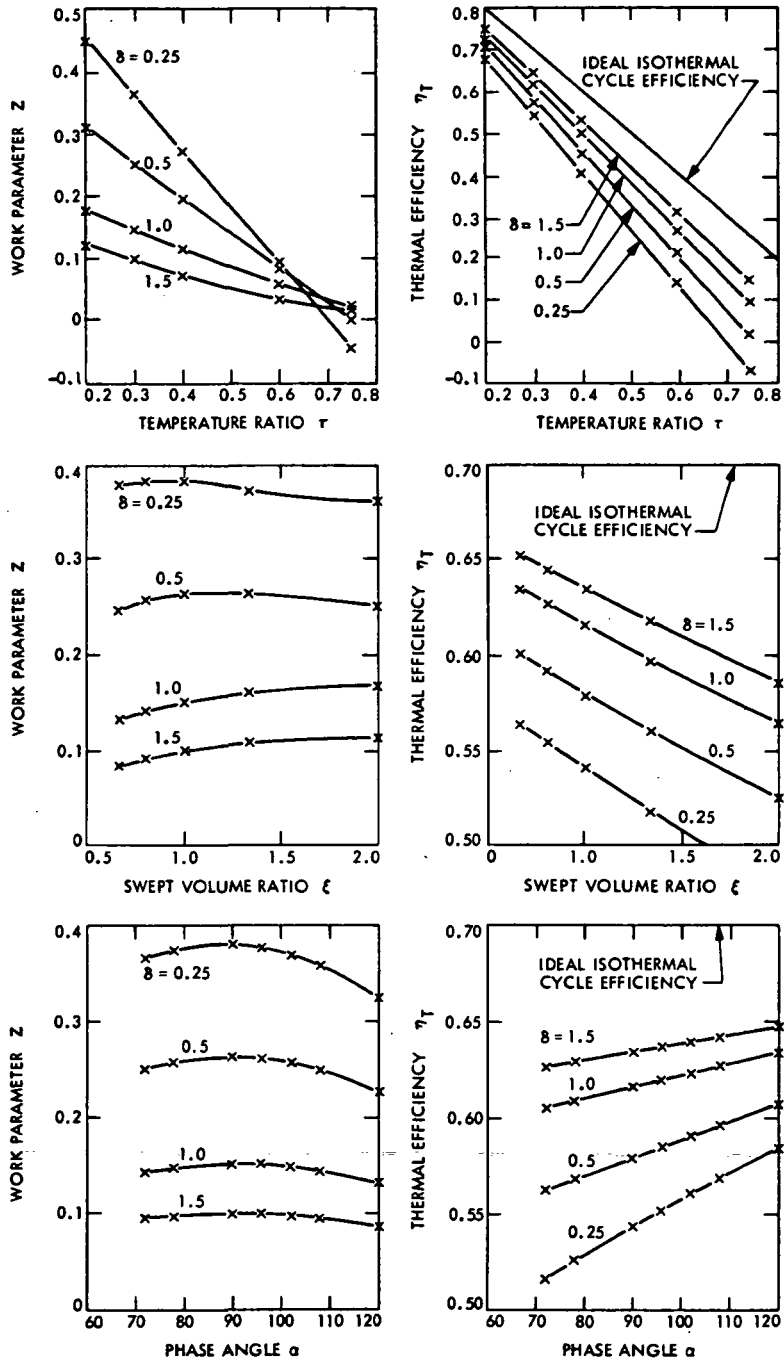 0.5
0.4
0.3
0.2
0.1
0
−0.1
WORK PARAMETER Z
δ = 0.25
0.5
1.0
1.5
0.2 0.3 0.4 0.5 0.6 0.7 0.8
TEMPERATURE RATIO τ
0.8
0.7
0.6
0.5
0.4
0.3
0.2
0.1
0
−0.1
THERMAL EFFICIENCY ηT
IDEAL ISOTHERMAL
CYCLE EFFICIENCY
δ = 1.5
1.0
0.5
0.25
0.2 0.3 0.4 0.5 0.6 0.7 0.8
TEMPERATURE RATIO τ
0.4
0.3
0.2
0.1
0
WORK PARAMETER Z
δ = 0.25
0.5
1.0
1.5
0.5 1.0 1.5 2.0
SWEPT VOLUME RATIO ξ
0.70
0.65
0.60
0.55
0.50
THERMAL EFFICIENCY ηT
IDEAL ISOTHERMAL
CYCLE EFFICIENCY
δ = 1.5
1.0
0.5
0.25
0 1.0 1.5 2.0
SWEPT VOLUME RATIO ξ
0.4
0.3
0.2
0.1
0
WORK PARAMETER Z
δ = 0.25
0.5
1.0
1.5
60 70 80 90 100 110 120
PHASE ANGLE α
0.70
0.65
0.60
0.55
0.50
THERMAL EFFICIENCY ηT
IDEAL ISOTHERMAL
CYCLE EFFICIENCY
δ = 1.5
1.0
0.5
0.25
60 70 80 90 100 110 120
PHASE ANGLE α